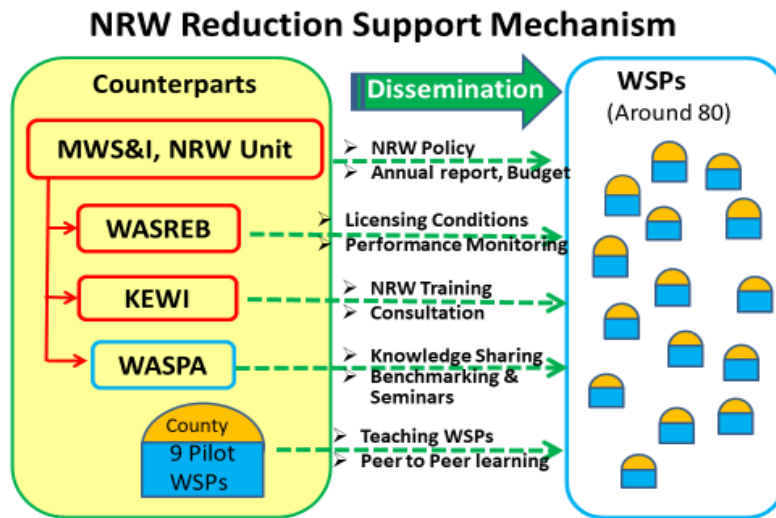 NRW Reduction Support Mechanism
Counterparts
Dissemination
WSPs
(Around 80)
MWS&I, NRW Unit
➢ NRW Policy
➢ Annual report, Budget
WASREB
➢ Licensing Conditions
➢ Performance Monitoring
KEWI
➢ NRW Training
➢ Consultation
WASPA
➢ Knowledge Sharing
➢ Benchmarking &
Seminars
County
9 Pilot
WSPs
➢ Teaching WSPs
➢ Peer to Peer learning